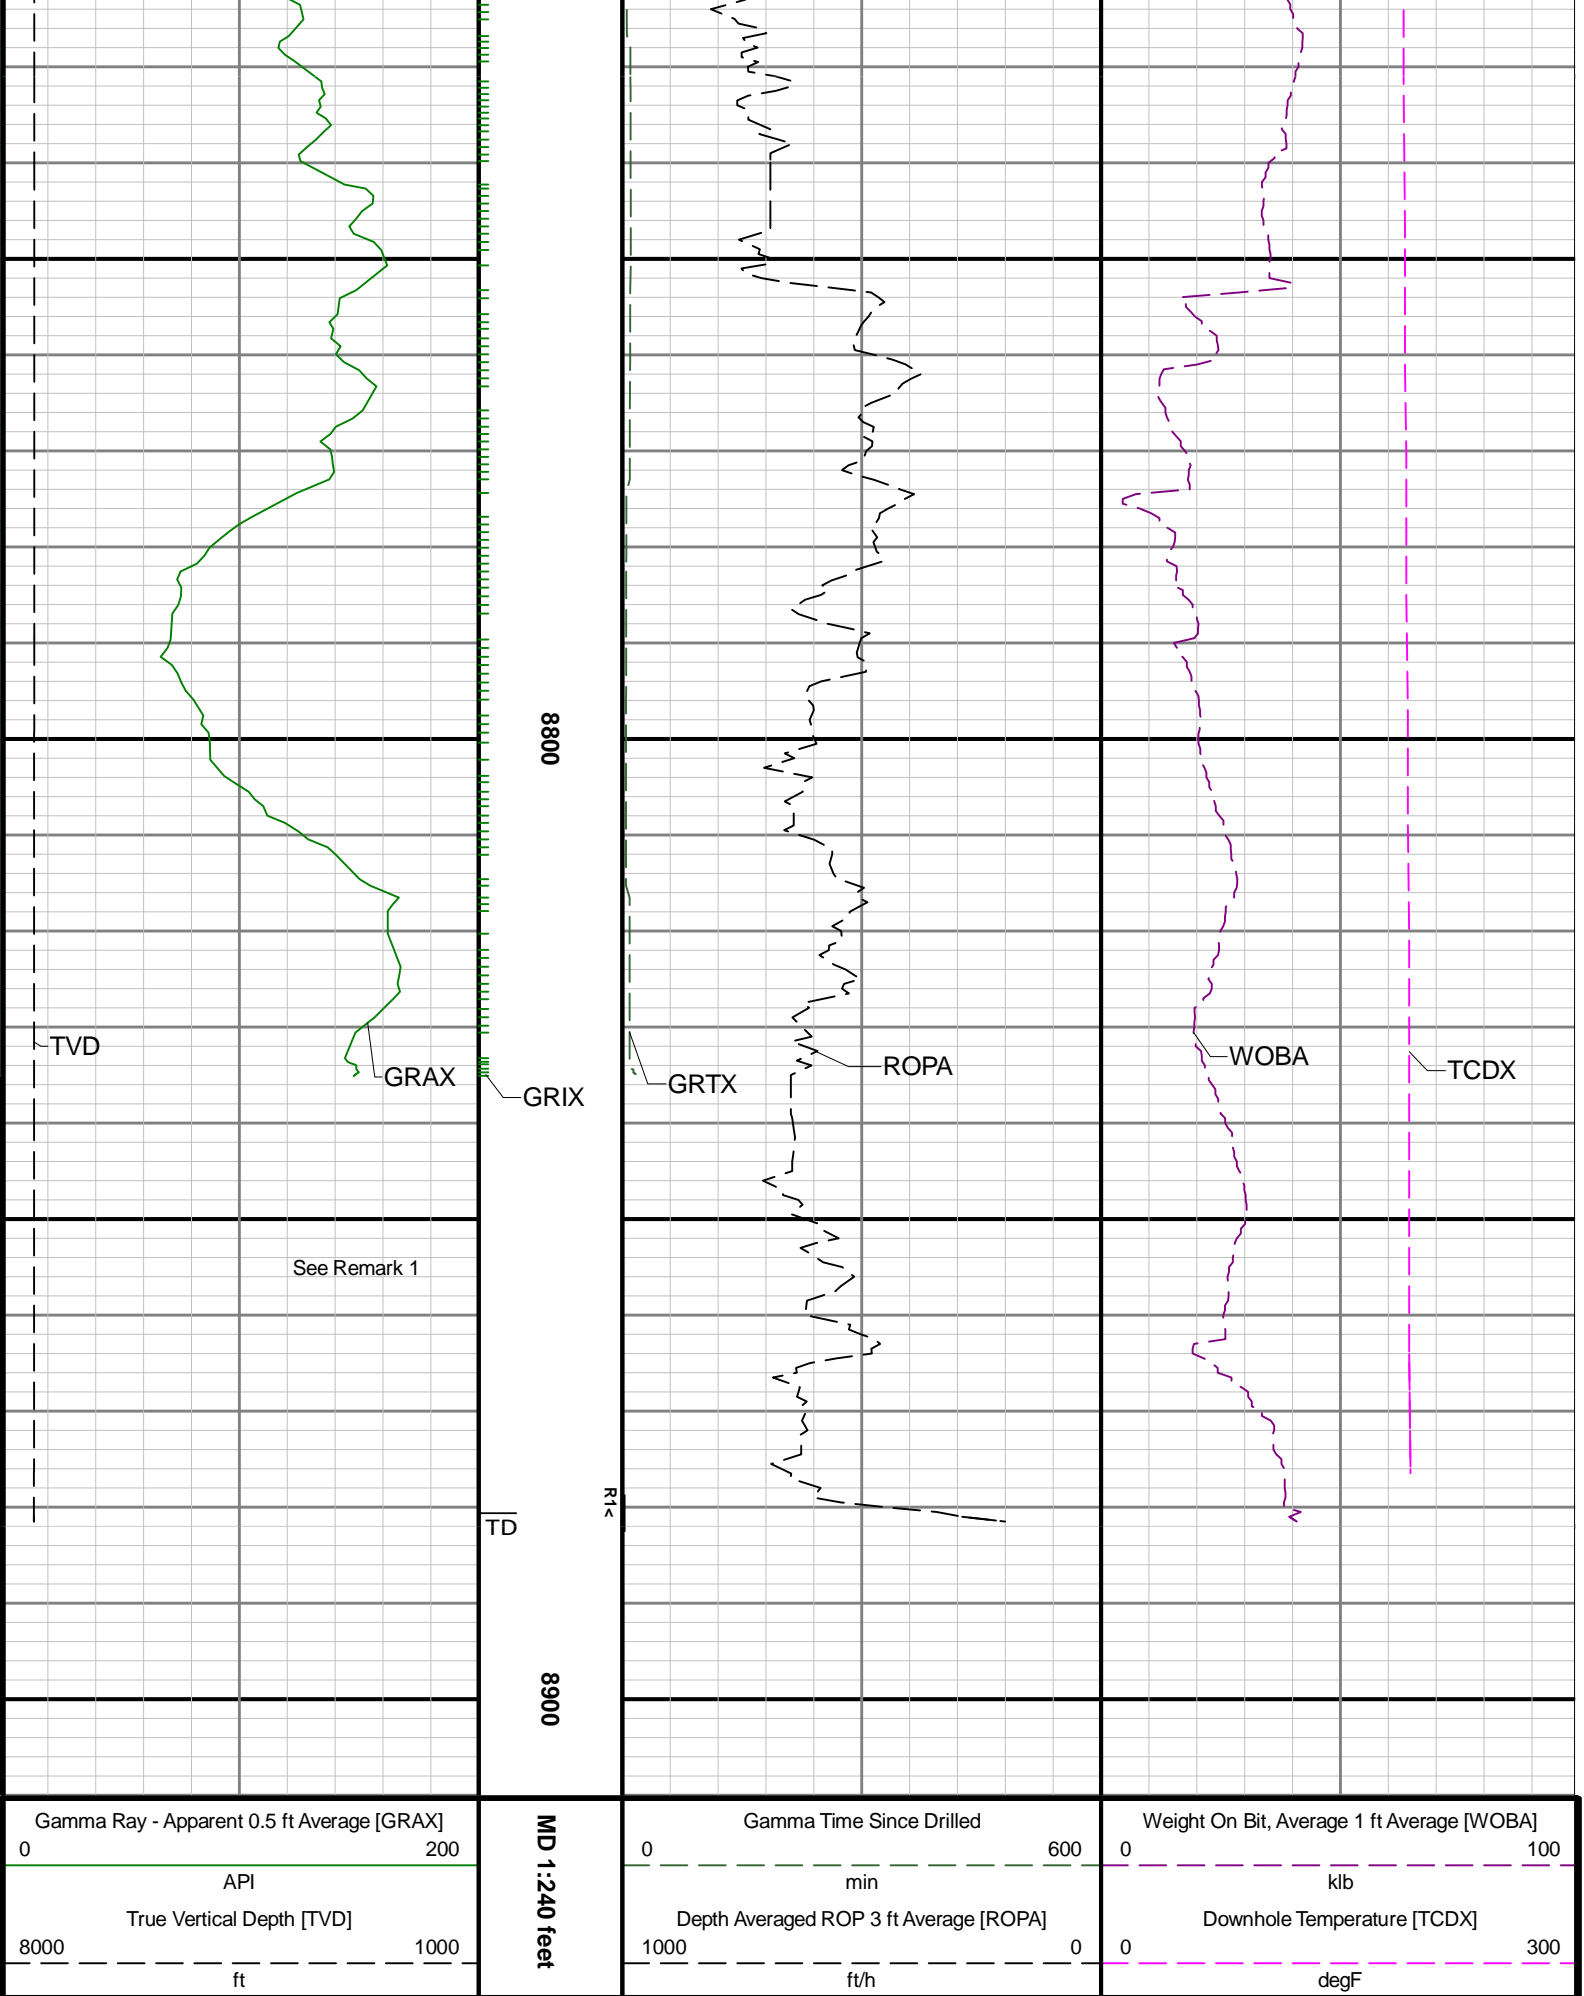 8800
TVD
GRAX
GRIX
GRTX
ROPA
WOBA
TCDX
See Remark 1
R1<
TD
8900
Gamma Ray - Apparent 0.5 ft Average [GRAX]
0 200
API
True Vertical Depth [TVD]
8000 1000
ft
MD 1:240 feet
Gamma Time Since Drilled
0 600
min
Depth Averaged ROP 3 ft Average [ROPA]
1000 0
ft/h
Weight On Bit, Average 1 ft Average [WOBA]
0 100
klb
Downhole Temperature [TCDX]
0 300
degF